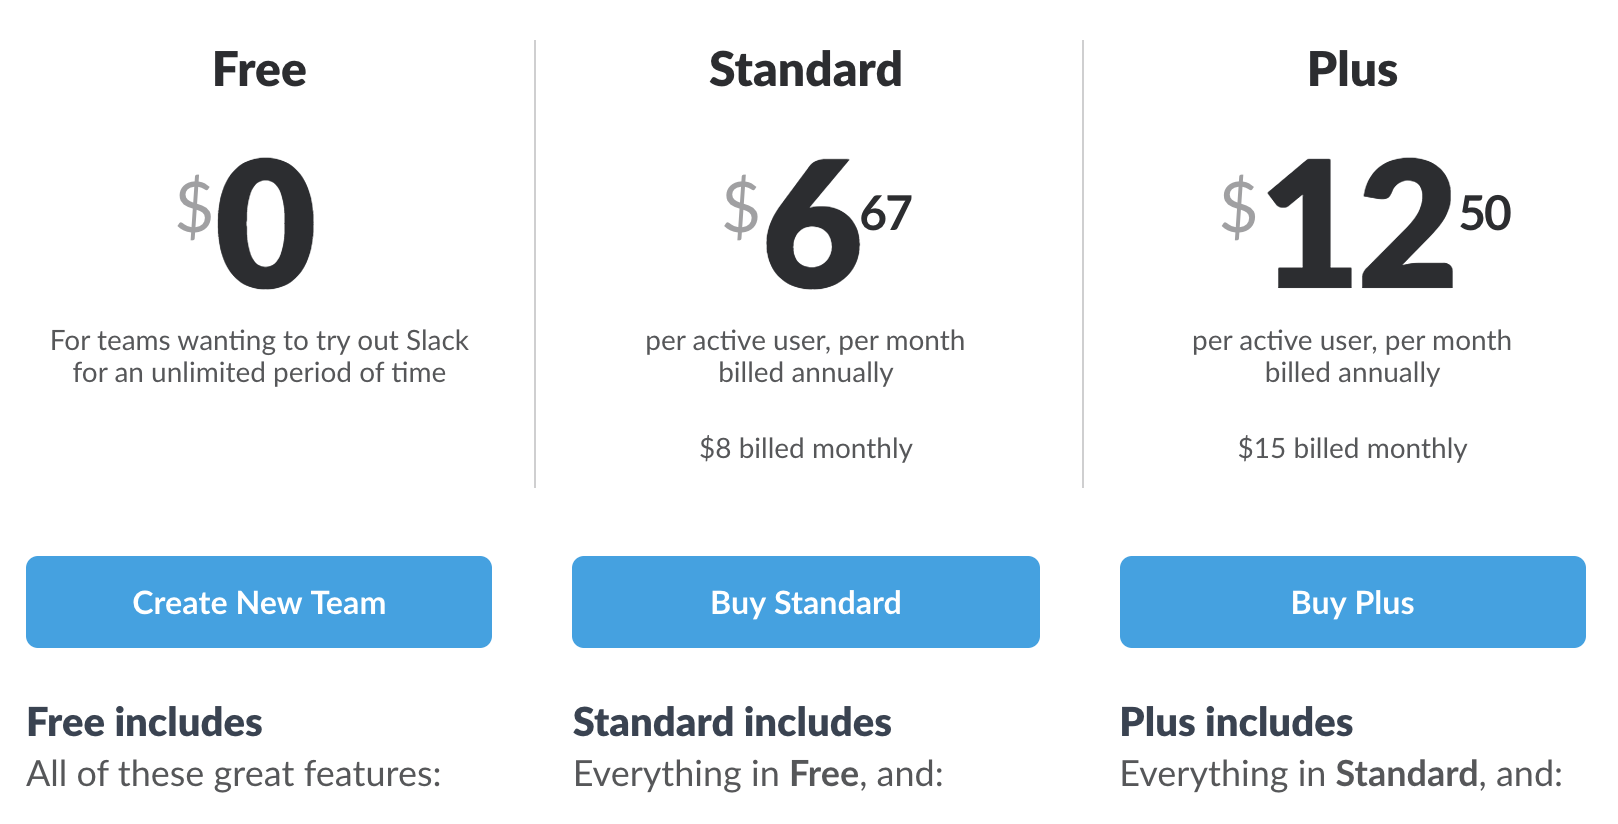 Free
$0
For teams wanting to try out Slack
for an unlimited period of time
Create New Team
Free includes
All of these great features:
Standard
$6 67
per active user, per month
billed annually
$8 billed monthly
Buy Standard
Standard includes
Everything in Free, and:
Plus
$12 50
per active user, per month
billed annually
$15 billed monthly
Buy Plus
Plus includes
Everything in Standard, and: